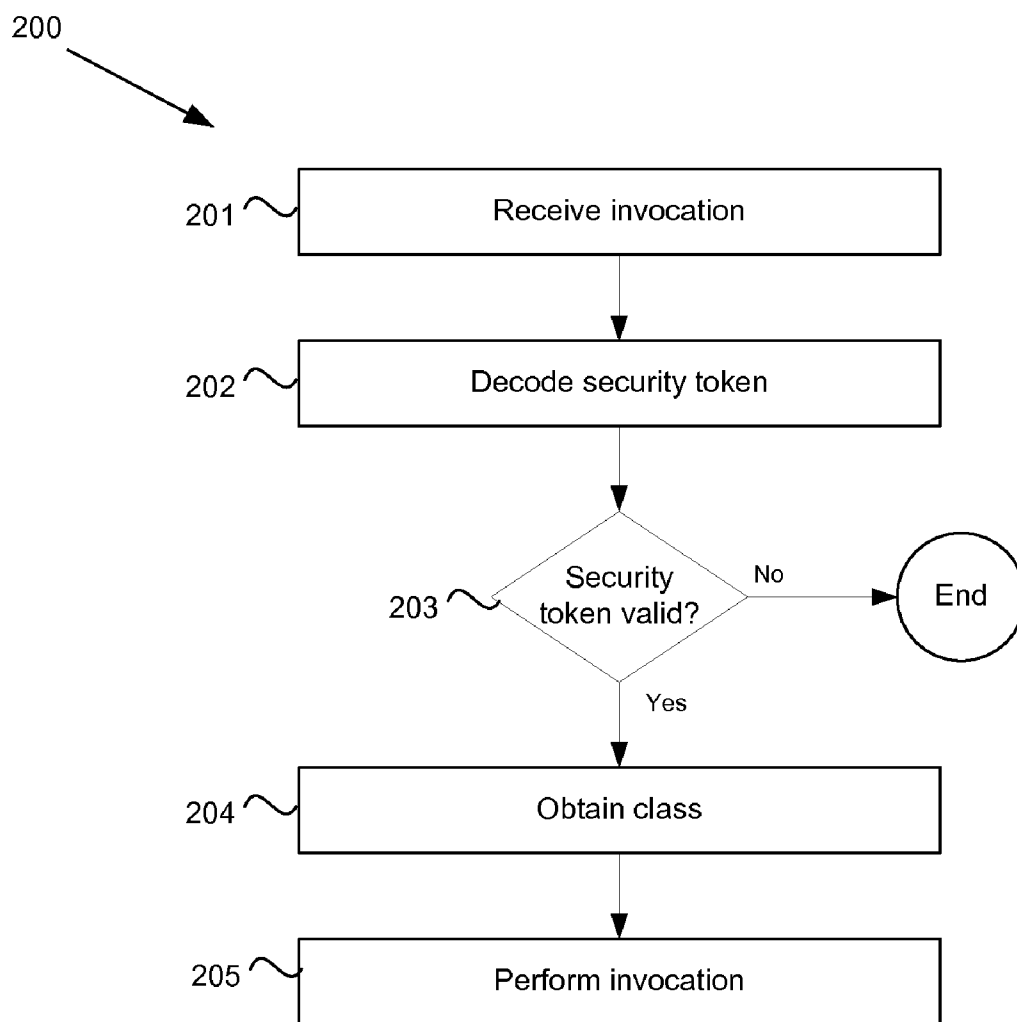 200
201
Receive invocation
202
Decode security token
203
Security
token valid?
No
End
Yes
204
Obtain class
205
Perform invocation